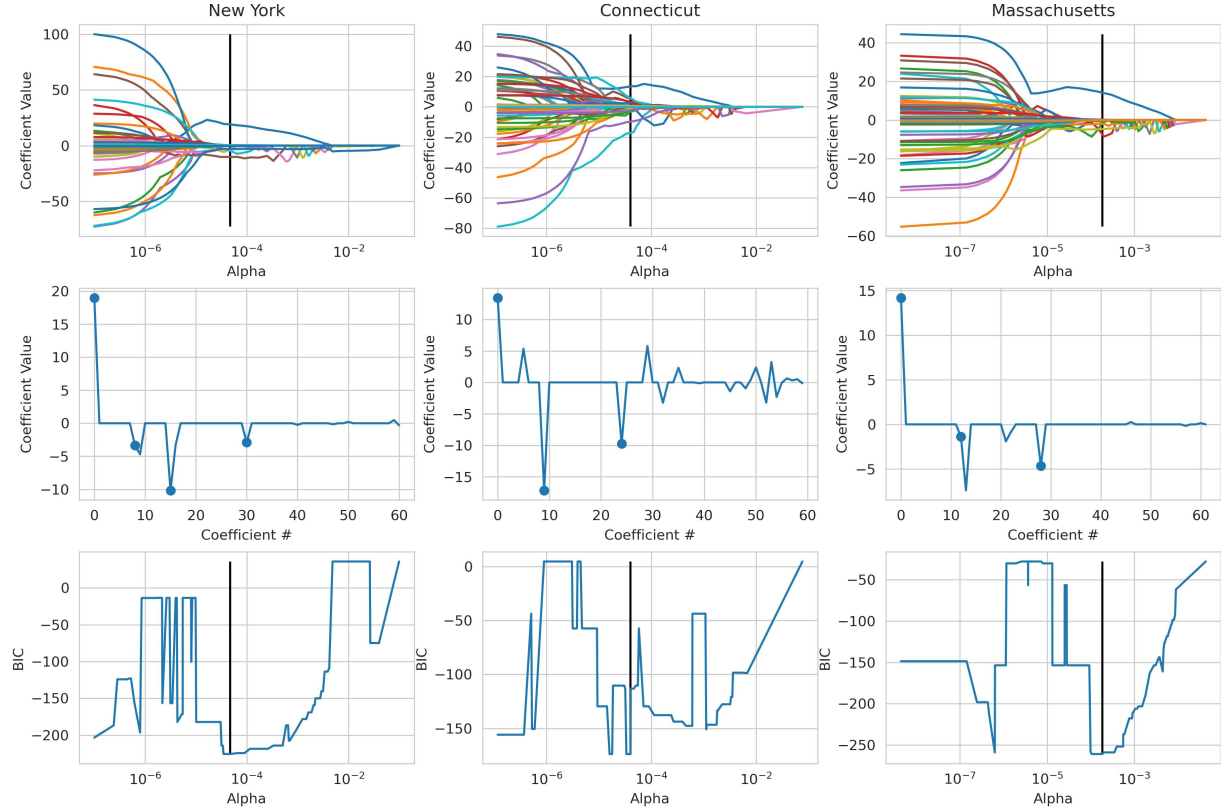 New York
Connecticut
Massachusetts
Coefficient Value
100
50
0
−50
10⁻⁶
10⁻⁴
10⁻²
Alpha
Coefficient Value
40
20
0
−20
−40
−60
−80
10⁻⁶
10⁻⁴
10⁻²
Alpha
Coefficient Value
40
20
0
−20
−40
−60
10⁻⁷
10⁻⁵
10⁻³
Alpha
Coefficient Value
20
15
10
5
0
−5
−10
0 10 20 30 40 50 60
Coefficient #
Coefficient Value
10
5
0
−5
−10
−15
0 10 20 30 40 50 60
Coefficient #
Coefficient Value
15
10
5
0
−5
0 10 20 30 40 50 60
Coefficient #
BIC
0
−50
−100
−150
−200
10⁻⁶
10⁻⁴
10⁻²
Alpha
BIC
0
−50
−100
−150
10⁻⁶
10⁻⁴
10⁻²
Alpha
BIC
−50
−100
−150
−200
−250
10⁻⁷
10⁻⁵
10⁻³
Alpha